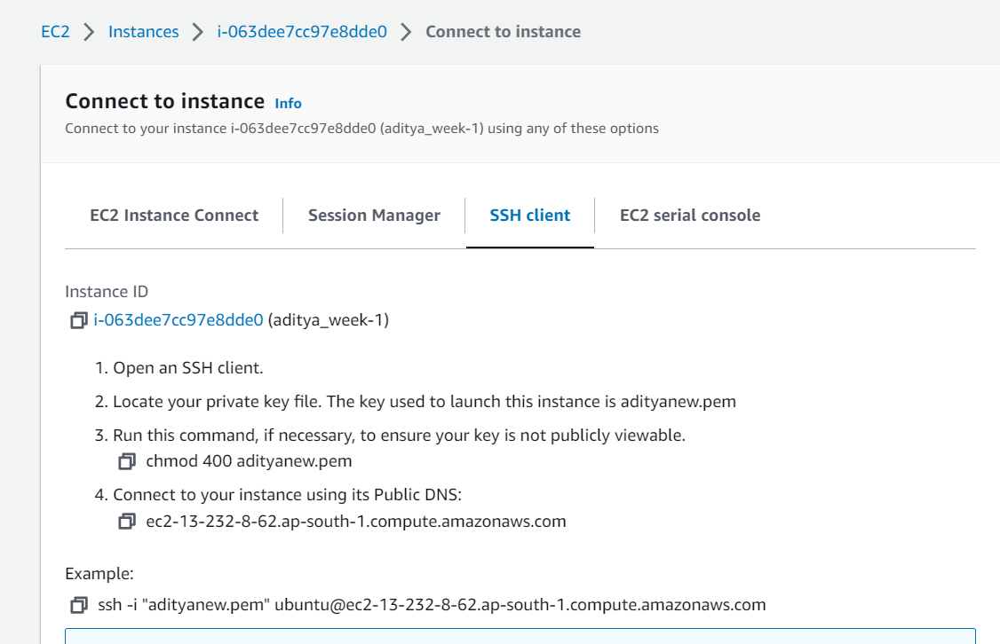 EC2 > Instances > i-063dee7cc97e8dde0 > Connect to instance
Connect to instance Info
Connect to your instance i-063dee7cc97e8dde0 (aditya_week-1) using any of these options
EC2 Instance Connect Session Manager SSH client EC2 serial console
Instance ID
i-063dee7cc97e8dde0 (aditya_week-1)
1. Open an SSH client.
2. Locate your private key file. The key used to launch this instance is adityanew.pem
3. Run this command, if necessary, to ensure your key is not publicly viewable.
chmod 400 adityanew.pem
4. Connect to your instance using its Public DNS:
ec2-13-232-8-62.ap-south-1.compute.amazonaws.com
Example:
ssh -i "adityanew.pem" ubuntu@ec2-13-232-8-62.ap-south-1.compute.amazonaws.com